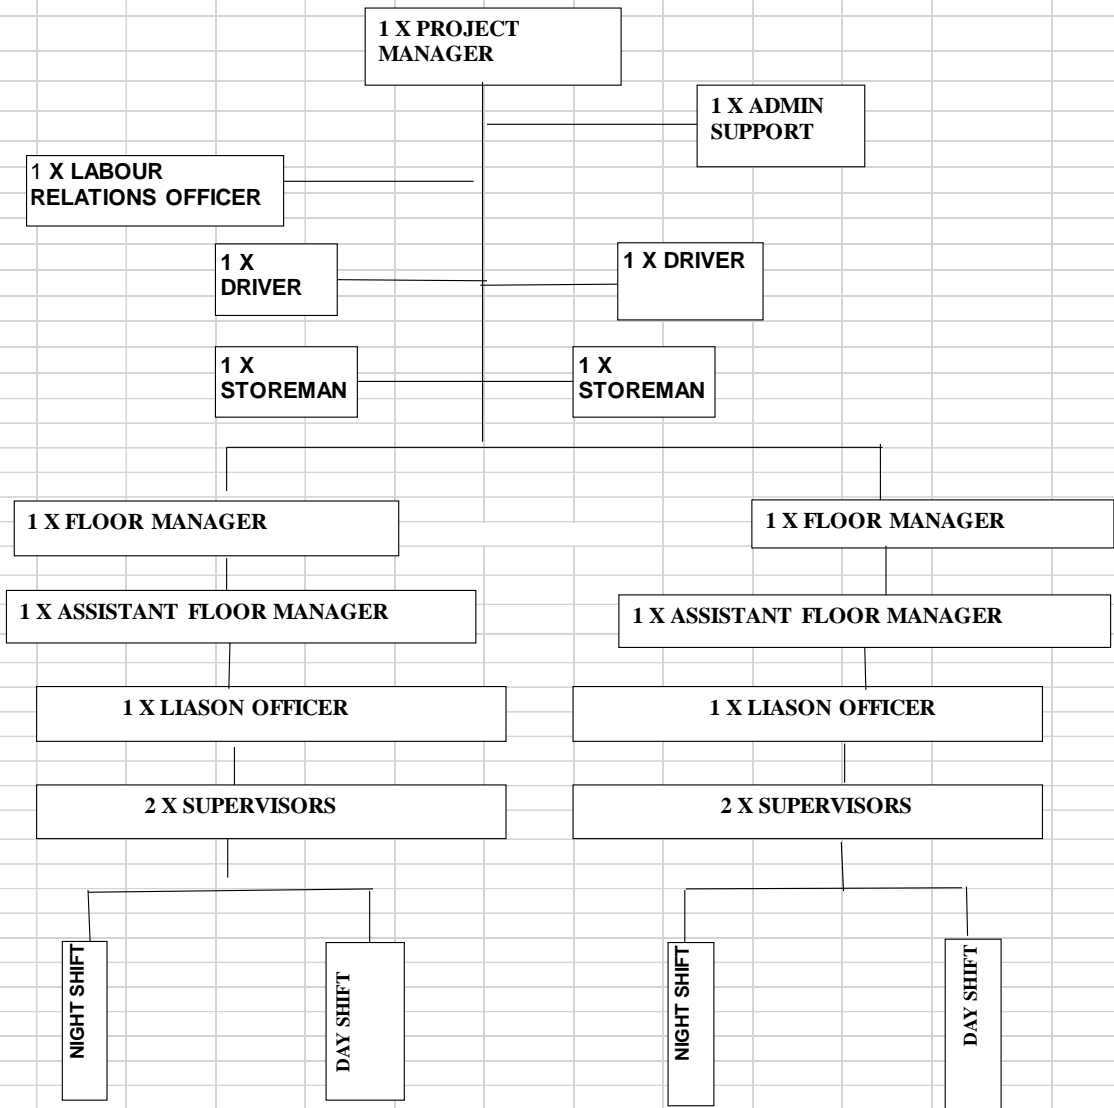 1 X PROJECT
MANAGER
1 X ADMIN
SUPPORT
1 X LABOUR
RELATIONS OFFICER
1 X
DRIVER
1 X DRIVER
1 X
STOREMAN
1 X
STOREMAN
1 X FLOOR MANAGER
1 X FLOOR MANAGER
1 X ASSISTANT FLOOR MANAGER
1 X ASSISTANT FLOOR MANAGER
1 X LIASON OFFICER
1 X LIASON OFFICER
2 X SUPERVISORS
2 X SUPERVISORS
NIGHT SHIFT
DAY SHIFT
NIGHT SHIFT
DAY SHIFT